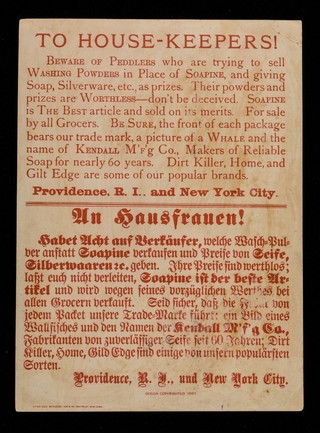 TO HOUSE-KEEPERS!
BEWARE OF PEDDLERS who are trying to sell
WASHING POWDERS in Place of SOAPINE, and giving
Soap, Silverware, etc., as prizes. Their powders and
prizes are WORTHLESS—don't be deceived. SOAPINE
is THE BEST article and sold on its merits. For sale
by all Grocers. BE SURE, the front of each package
bears our trade mark, a picture of a WHALE and the
name of KENDALL M'F'G CO., Makers of Reliable
Soap for nearly 60 years. Dirt Killer, Home, and
Gilt Edge are some of our popular brands.
Providence, R. I., and New York City.
An Hausfrauen!
Habet Acht auf Verkäufer, welche Wasch-Pul-
ver anstatt Soapine verkaufen und Preise von Seife,
Silberwaaren ꝛc. geben. Ihre Preise sind werthlos;
laßt euch nicht verleiten, Soapine ist der beste Ar-
tikel und wird wegen seines vorzüglichen Werthes bei
allen Grocern verkauft. Seid sicher, daß die von
jedem Packet unsere Trade-Marke führt: ein Bild eines
Wallfisches und den Namen der Kendall M'f'g Co.,
Fabrikanten von zuverlässiger Seife seit 60 Jahren; Dirt
Killer, Home, Gild Edge sind einige von unsern populärsten
Sorten.
Providence, R. I., und New York City.